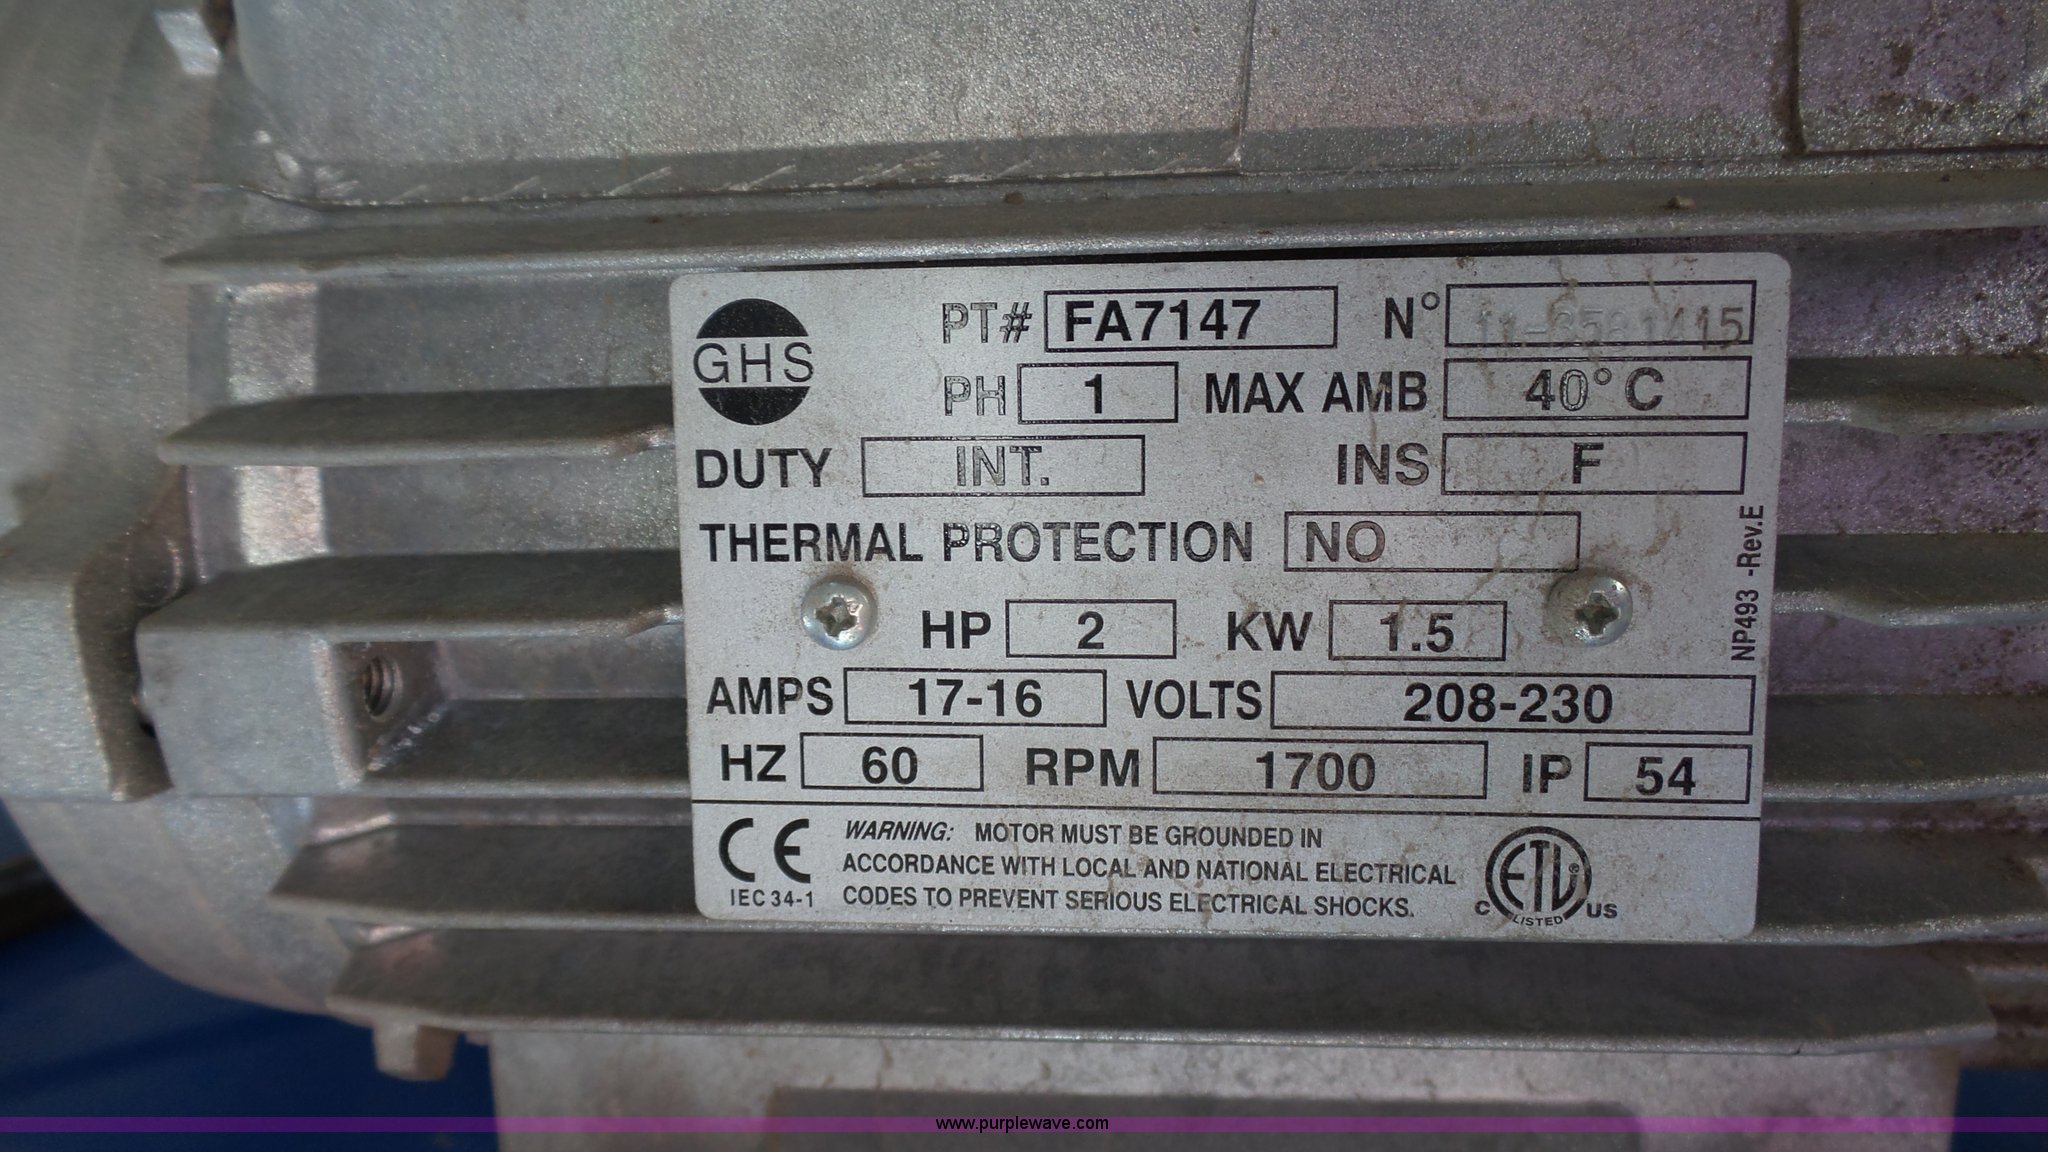 GHS
PT# FA7147 N°
PH 1 MAX AMB 40° C
DUTY INT. INS F
THERMAL PROTECTION NO
HP 2 KW 1.5
AMPS 17-16 VOLTS 208-230
HZ 60 RPM 1700 IP 54
NP493 -Rev.E
CE
IEC 34-1
WARNING: MOTOR MUST BE GROUNDED IN
ACCORDANCE WITH LOCAL AND NATIONAL ELECTRICAL
CODES TO PREVENT SERIOUS ELECTRICAL SHOCKS.
ETL®
C LISTED US
www.purplewave.com